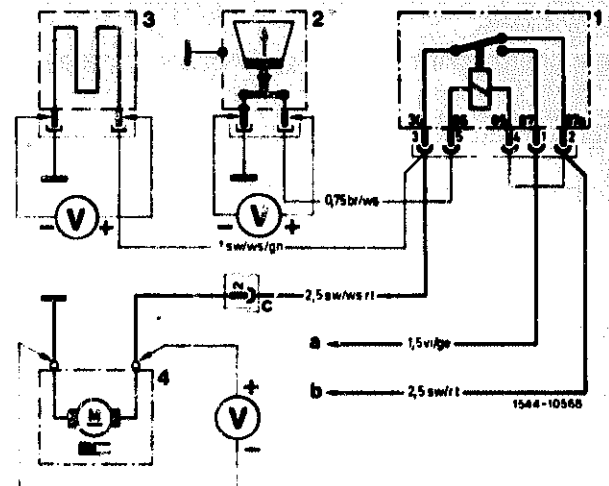 3
2
1
30
85
86
87
87a
3
5
4
1
2
V
- +
V
- +
0,75 br/ws
1 sw/ws/gn
2
C
2,5 sw/ws rt
a
1,5 vi/ge
b
2,5 sw/rt
1544-10568
4
M
V
+
-